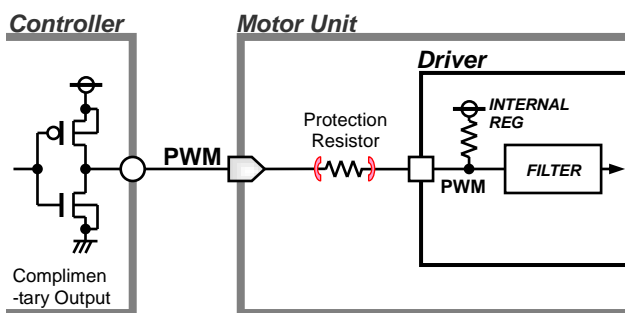 Controller
Motor Unit
Driver
INTERNAL
REG
Protection
Resistor
PWM
PWM
FILTER
Complimen
-tary Output